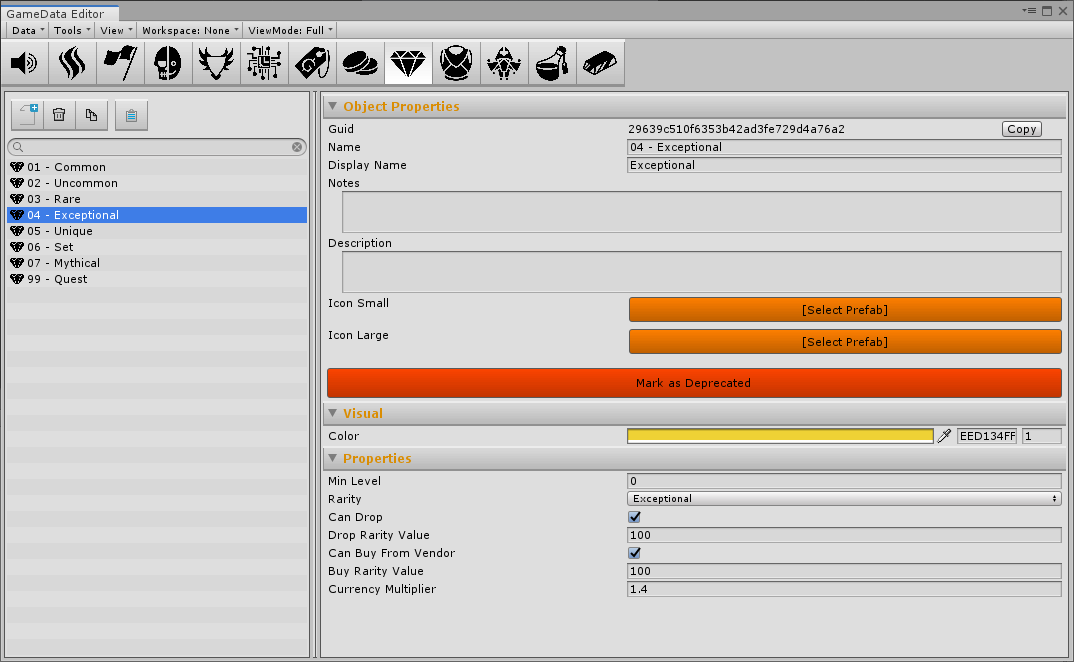 GameData Editor
Data Tools View Workspace: None ViewMode: Full
01 - Common
02 - Uncommon
03 - Rare
04 - Exceptional
05 - Unique
06 - Set
07 - Mythical
99 - Quest
Object Properties
Guid 29639c510f6353b42ad3fe729d4a76a2 Copy
Name 04 - Exceptional
Display Name Exceptional
Notes
Description
Icon Small [Select Prefab]
Icon Large [Select Prefab]
Mark as Deprecated
Visual
Color EED134FF 1
Properties
Min Level 0
Rarity Exceptional
Can Drop
Drop Rarity Value 100
Can Buy From Vendor
Buy Rarity Value 100
Currency Multiplier 1.4